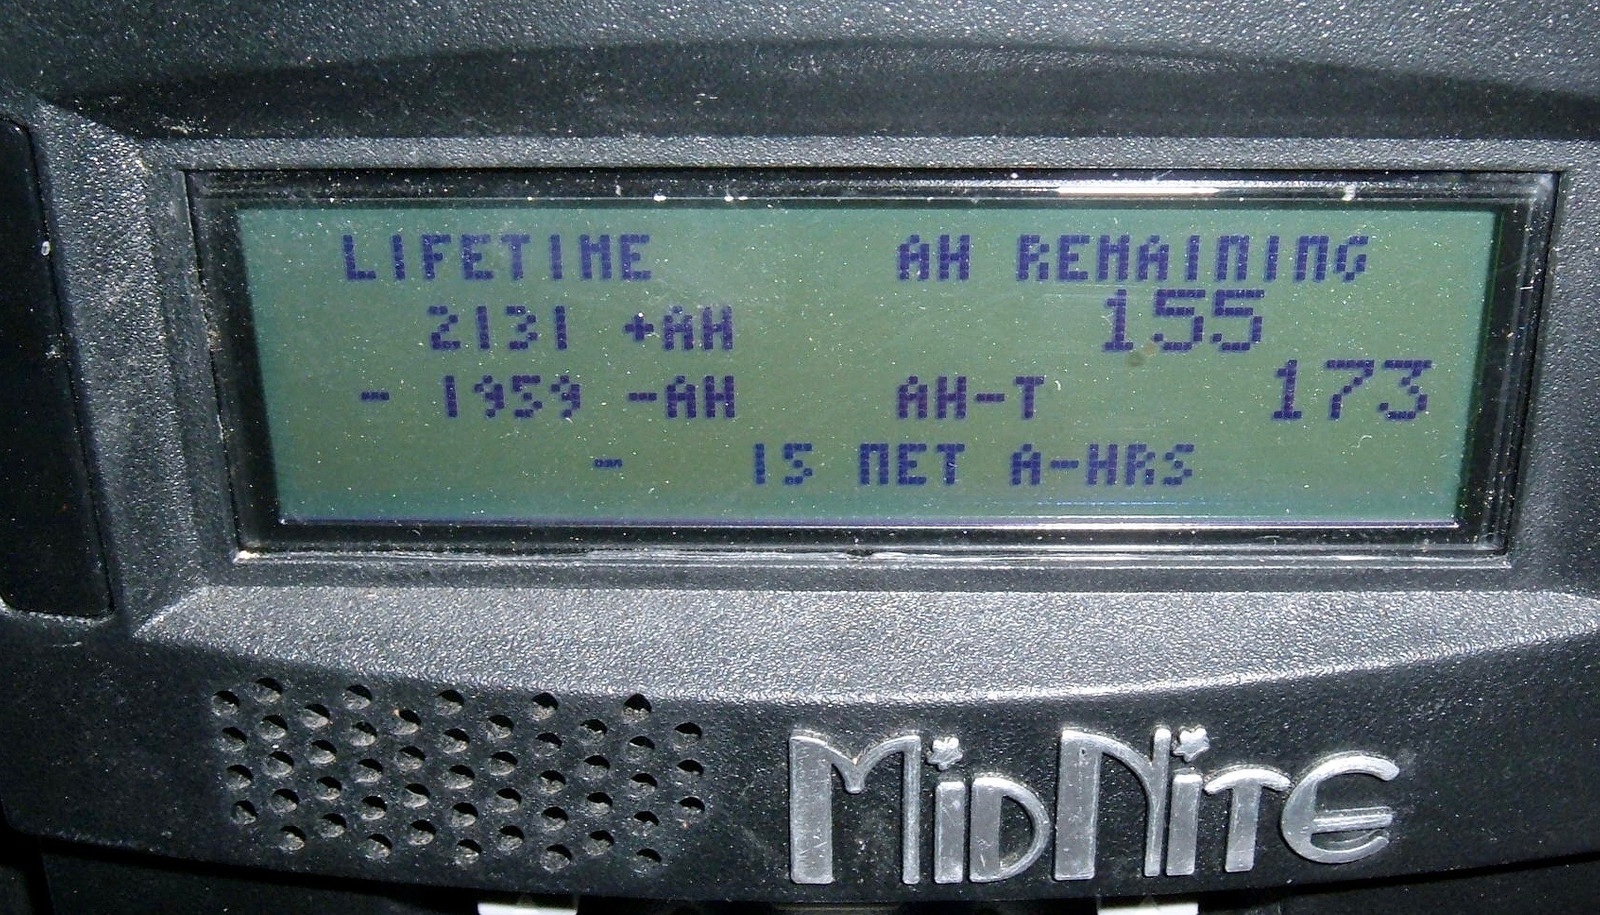 LIFETIME AH REMAINING
2131 +AH 155
- 1959 -AH AH-T 173
- 15 NET A-HRS
MIDNITE